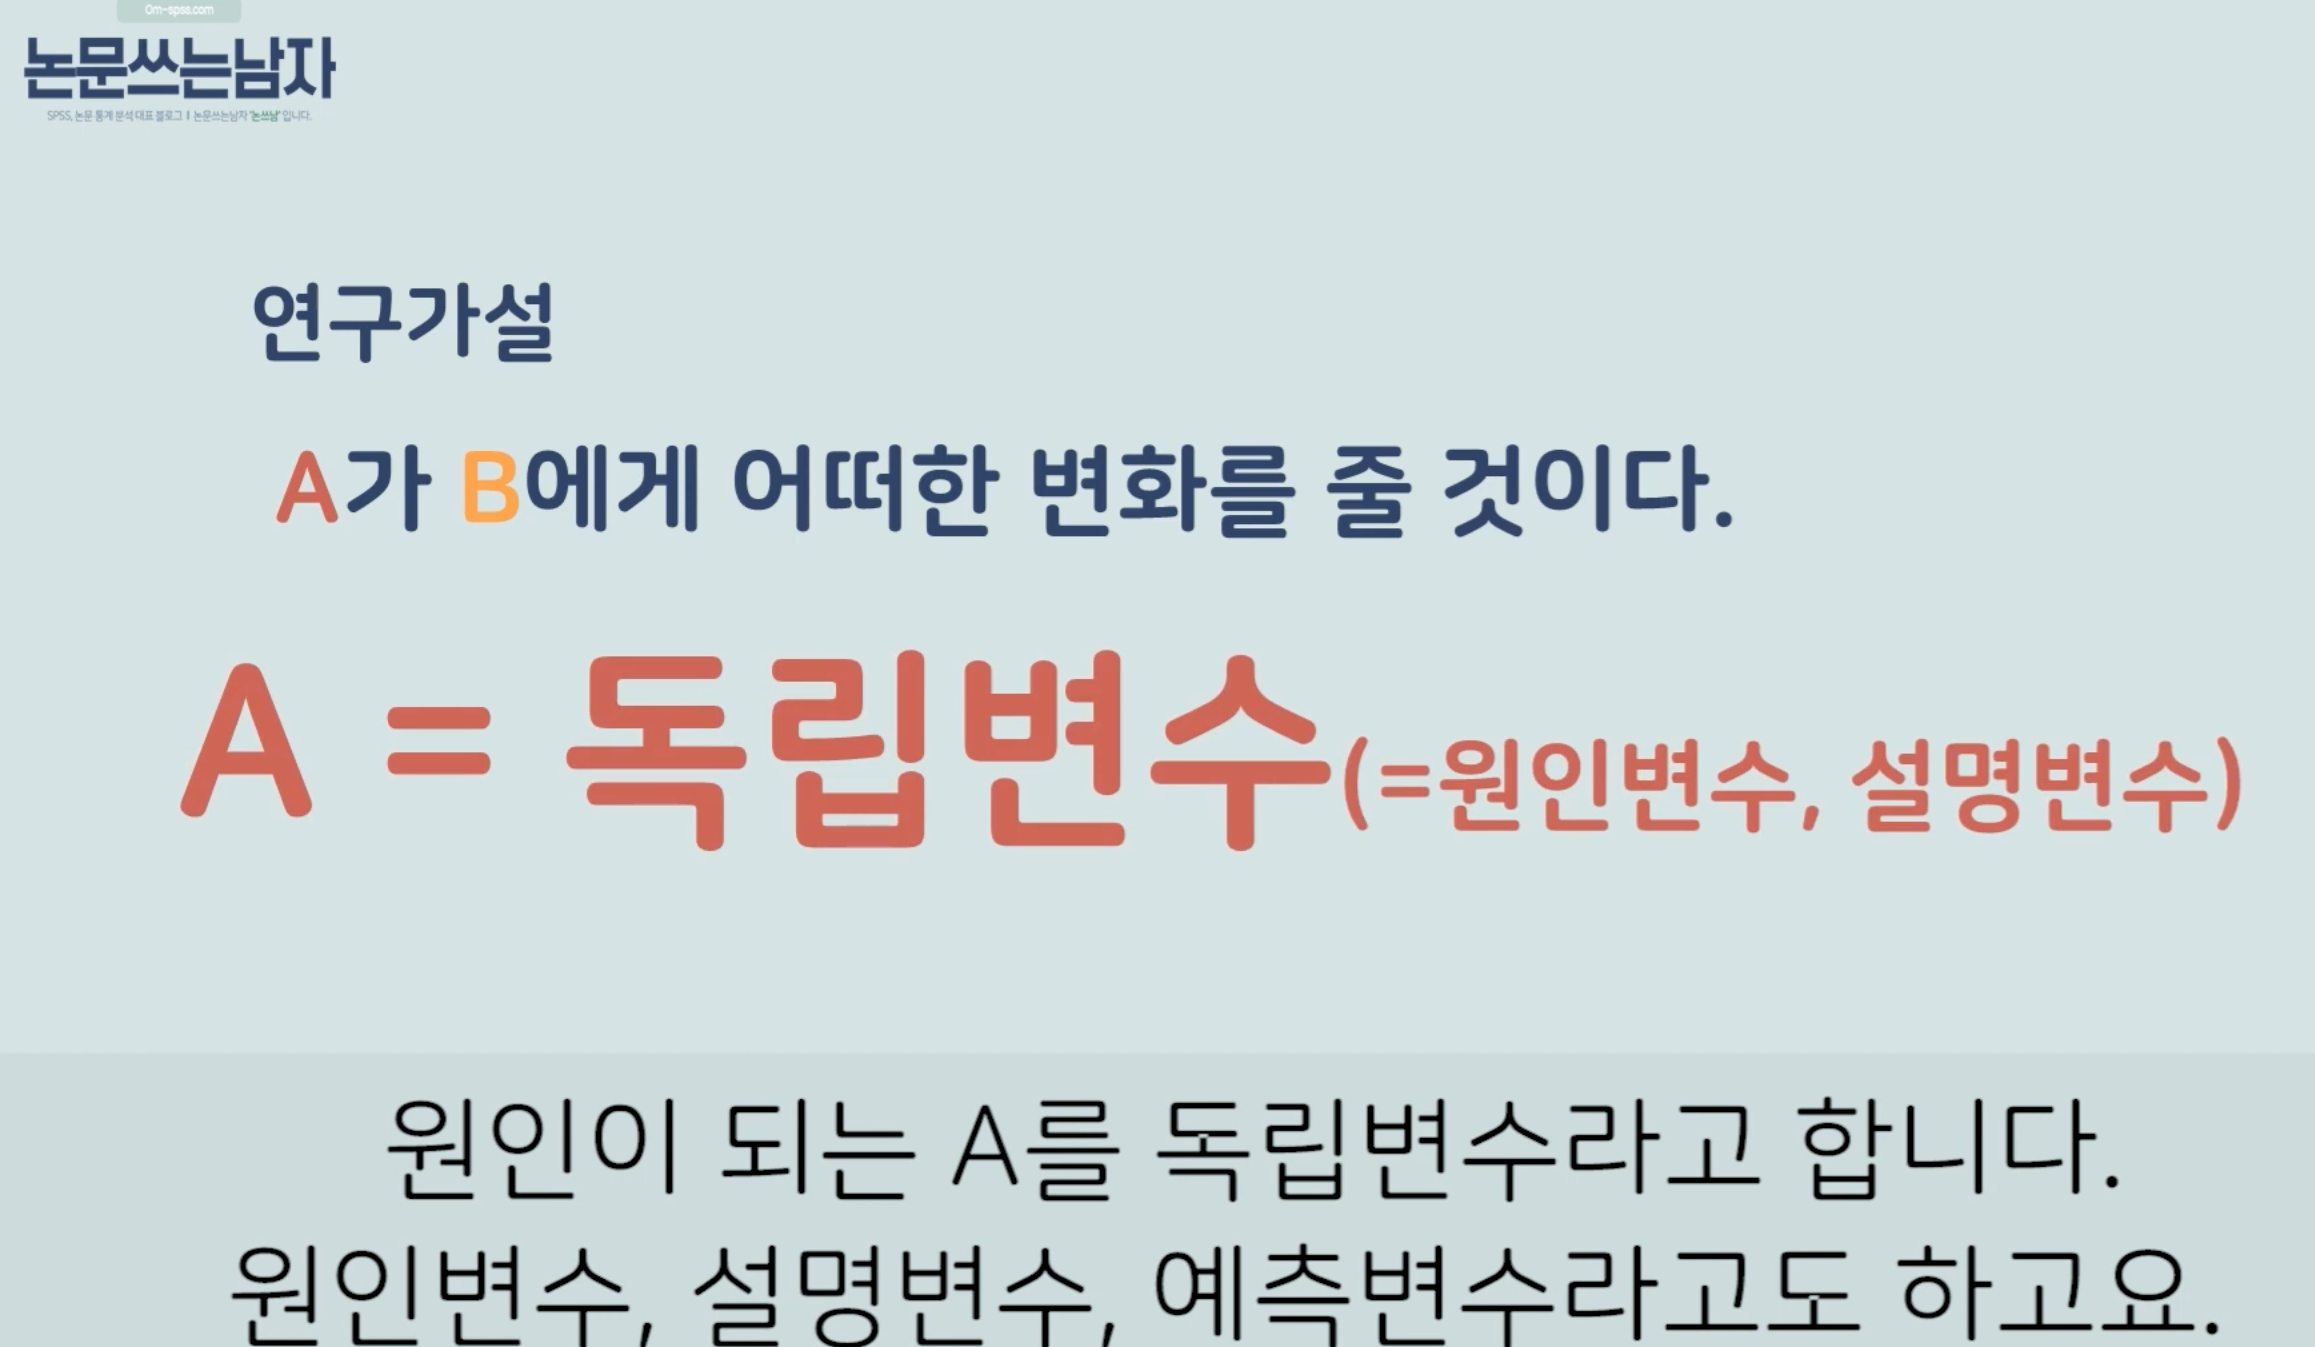 Om-spss.com
논문쓰는남자
SPSS, 논문 통계 분석 대표 블로그 | 논문쓰는남자 "논쓰남" 입니다.
연구가설
A가 B에게 어떠한 변화를 줄 것이다.
A = 독립변수(=원인변수, 설명변수)
원인이 되는 A를 독립변수라고 합니다.
원인변수, 설명변수, 예측변수라고도 하고요.